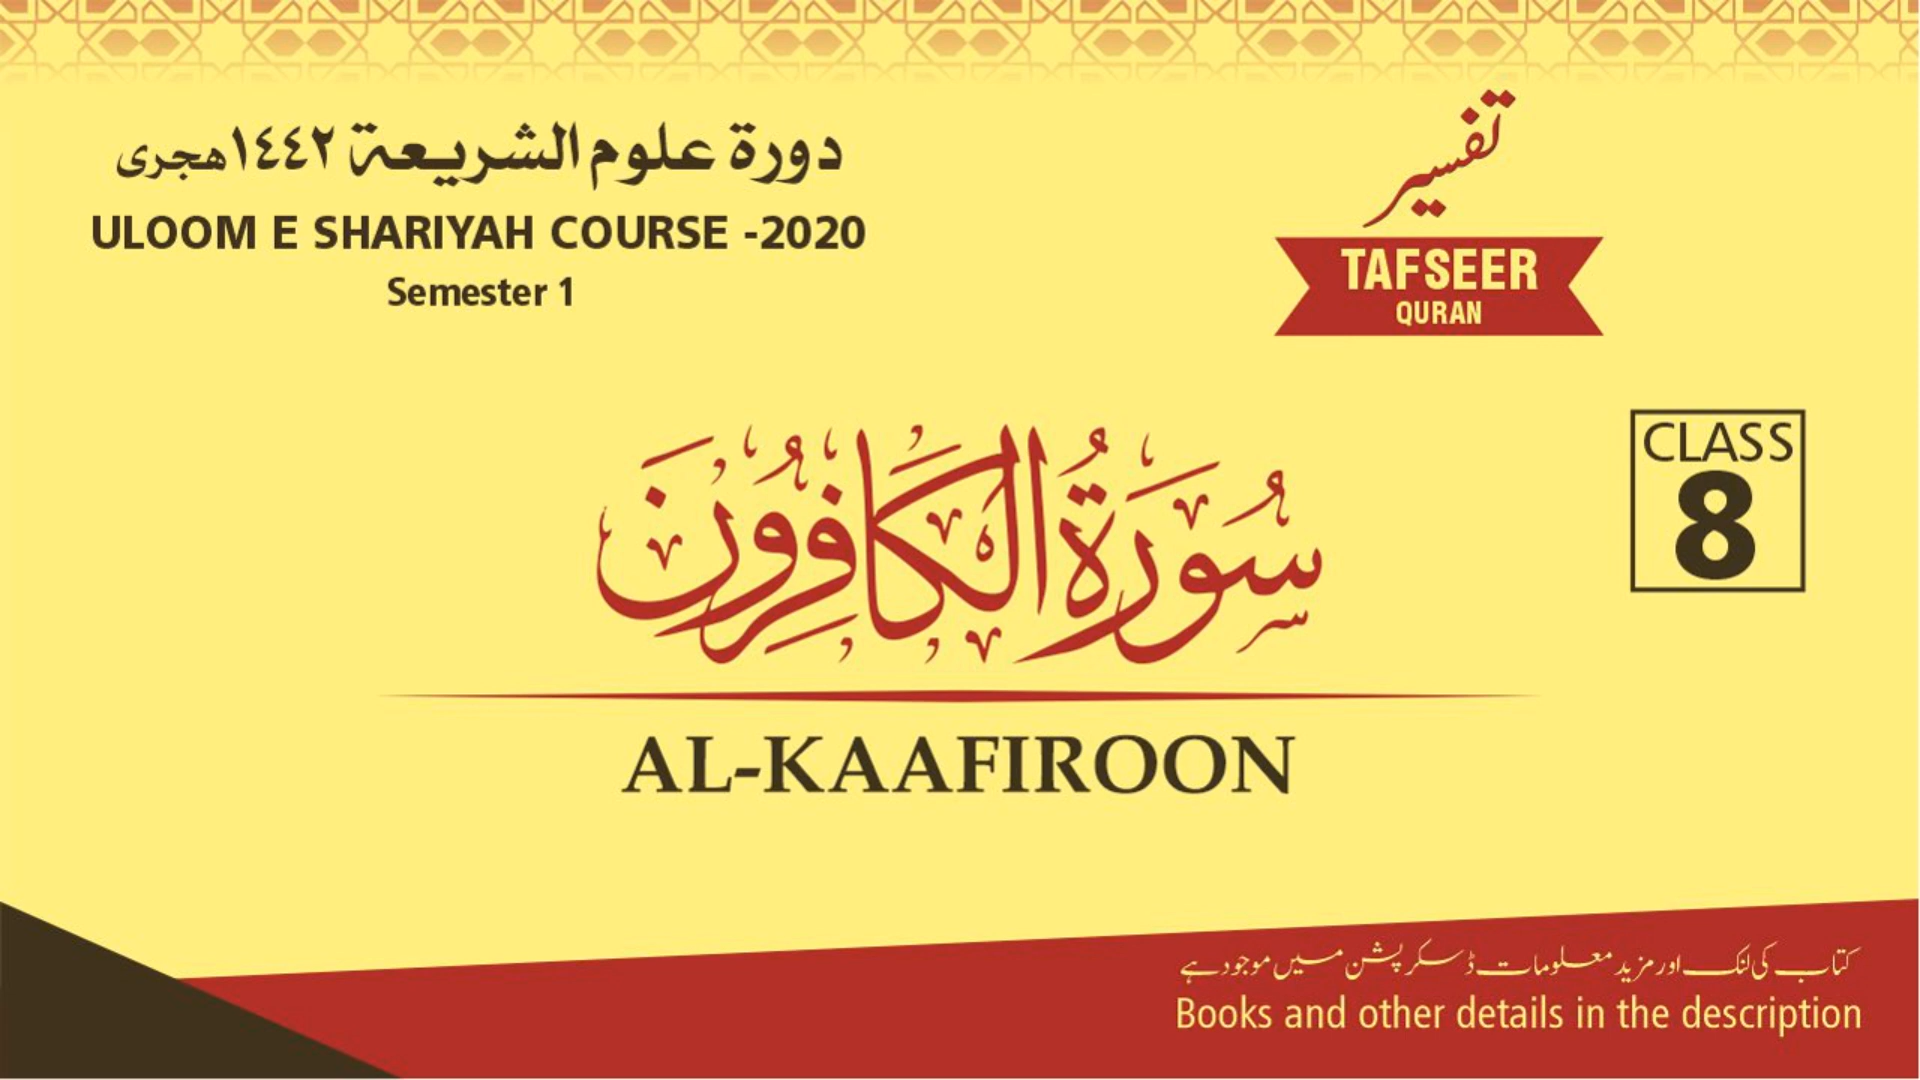 دورة علوم الشريعة ١٤٤٢هجری
ULOOM E SHARIYAH COURSE -2020
Semester 1
تفسیر
TAFSEER
QURAN
CLASS
8
سُورَةُ الْكَافِرُونَ
AL-KAAFIROON
کتاب کی لنک اور مزید معلومات ڈسکرپشن میں موجود ہے
Books and other details in the description